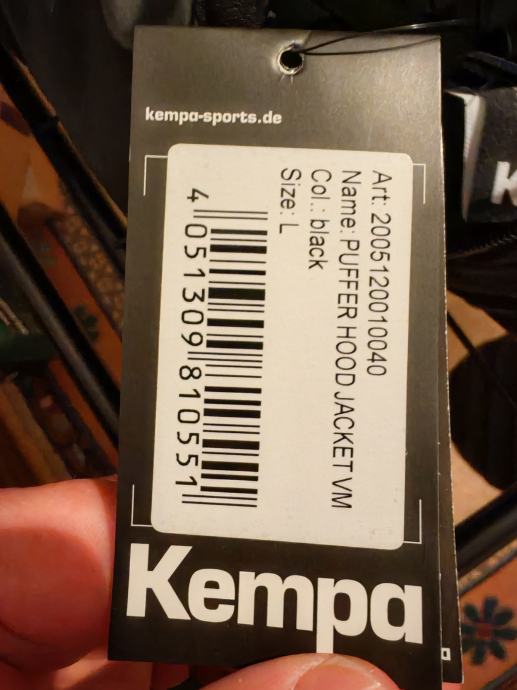 kempa-sports.de
Art: 2005120010040
Name: PUFFER HOOD JACKET VM
Col.: black
Size: L
4 051309 810551
Kempa
K